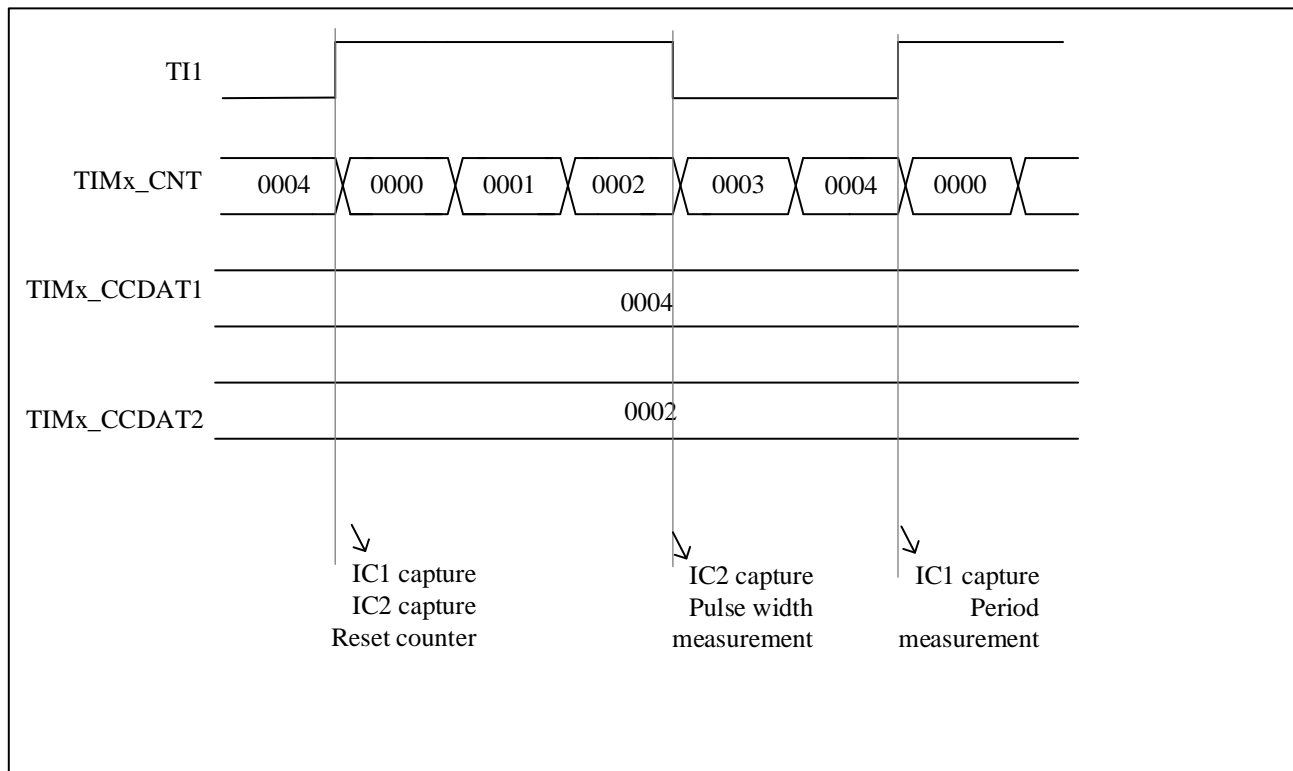 TI1
TIMx_CNT
0004 0000 0001 0002 0003 0004 0000
TIMx_CCDAT1
0004
TIMx_CCDAT2
0002
IC1 capture
IC2 capture
Reset counter
IC2 capture
Pulse width
measurement
IC1 capture
Period
measurement